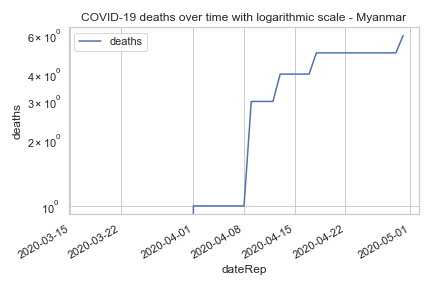 COVID-19 deaths over time with logarithmic scale - Myanmar
deaths
6 × 10⁰
4 × 10⁰
3 × 10⁰
2 × 10⁰
10⁰
deaths
2020-03-15
2020-03-22
2020-04-01
2020-04-08
2020-04-15
2020-04-22
2020-05-01
dateRep